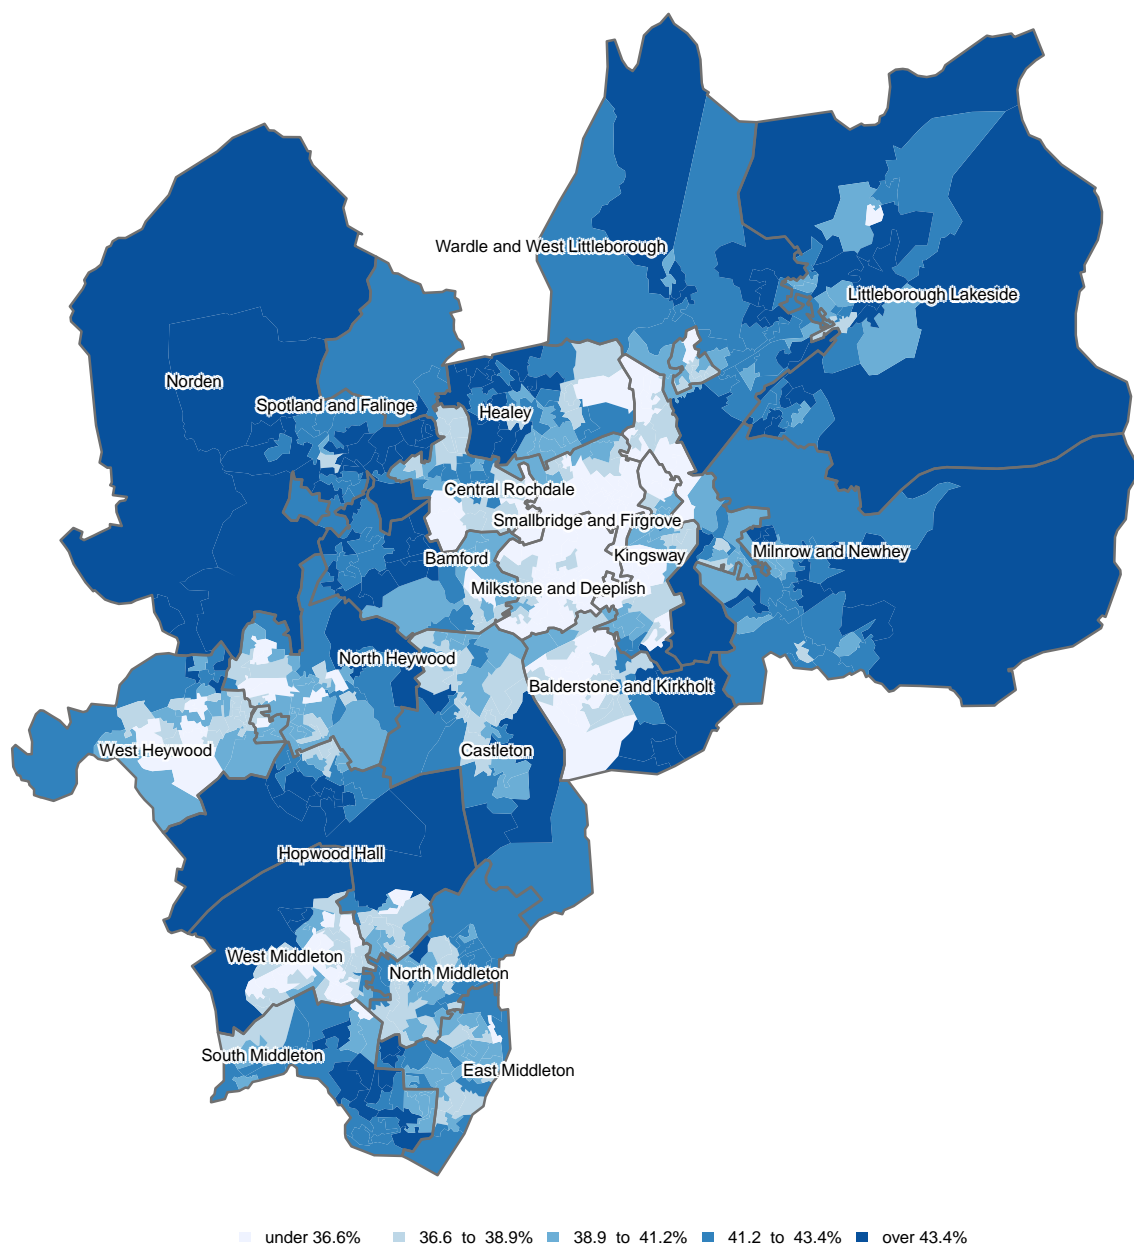 Wardle and West Littleborough
Littleborough Lakeside
Norden
Spotland and Falinge
Healey
Central Rochdale
Smallbridge and Firgrove
Bamford
Kingsway
Milnrow and Newhey
Milkstone and Deeplish
North Heywood
Balderstone and Kirkholt
West Heywood
Castleton
Hopwood Hall
West Middleton
North Middleton
South Middleton
East Middleton
under 36.6% 36.6 to 38.9% 38.9 to 41.2% 41.2 to 43.4% over 43.4%